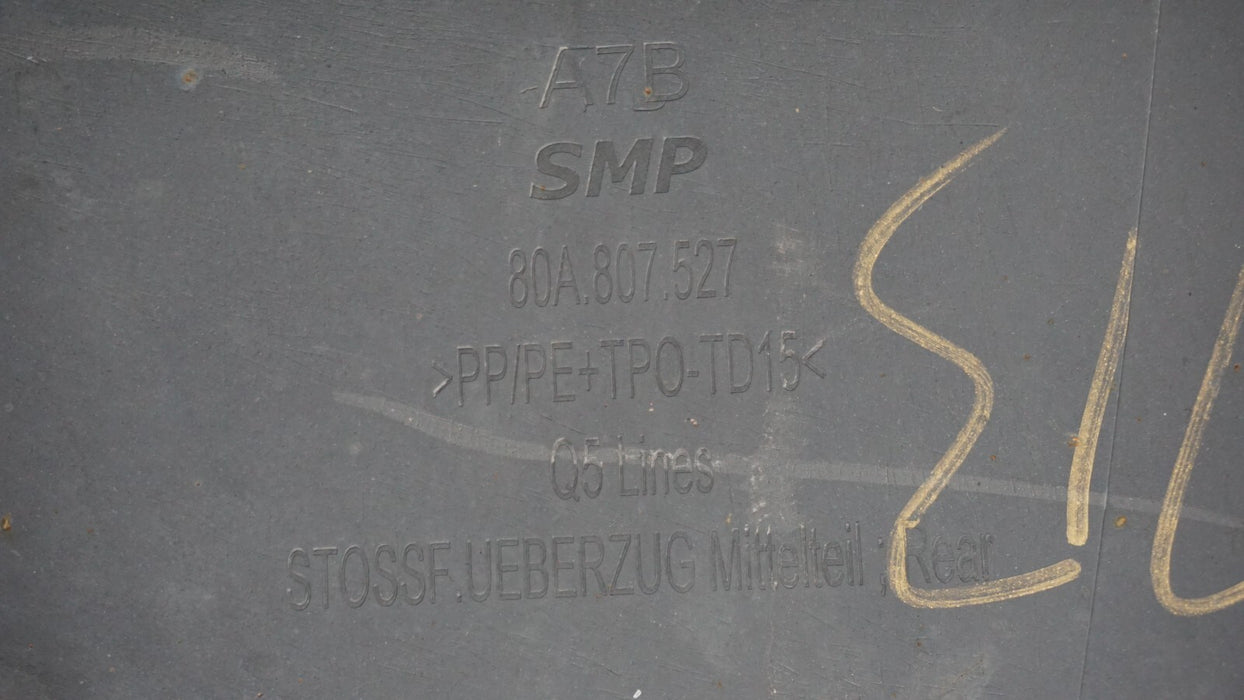 A7B
SMP
80A.807.527
>PP/PE+TPO-TD15<
Q5 Lines
STOSSF.UEBERZUG Mittelteil ; Rear